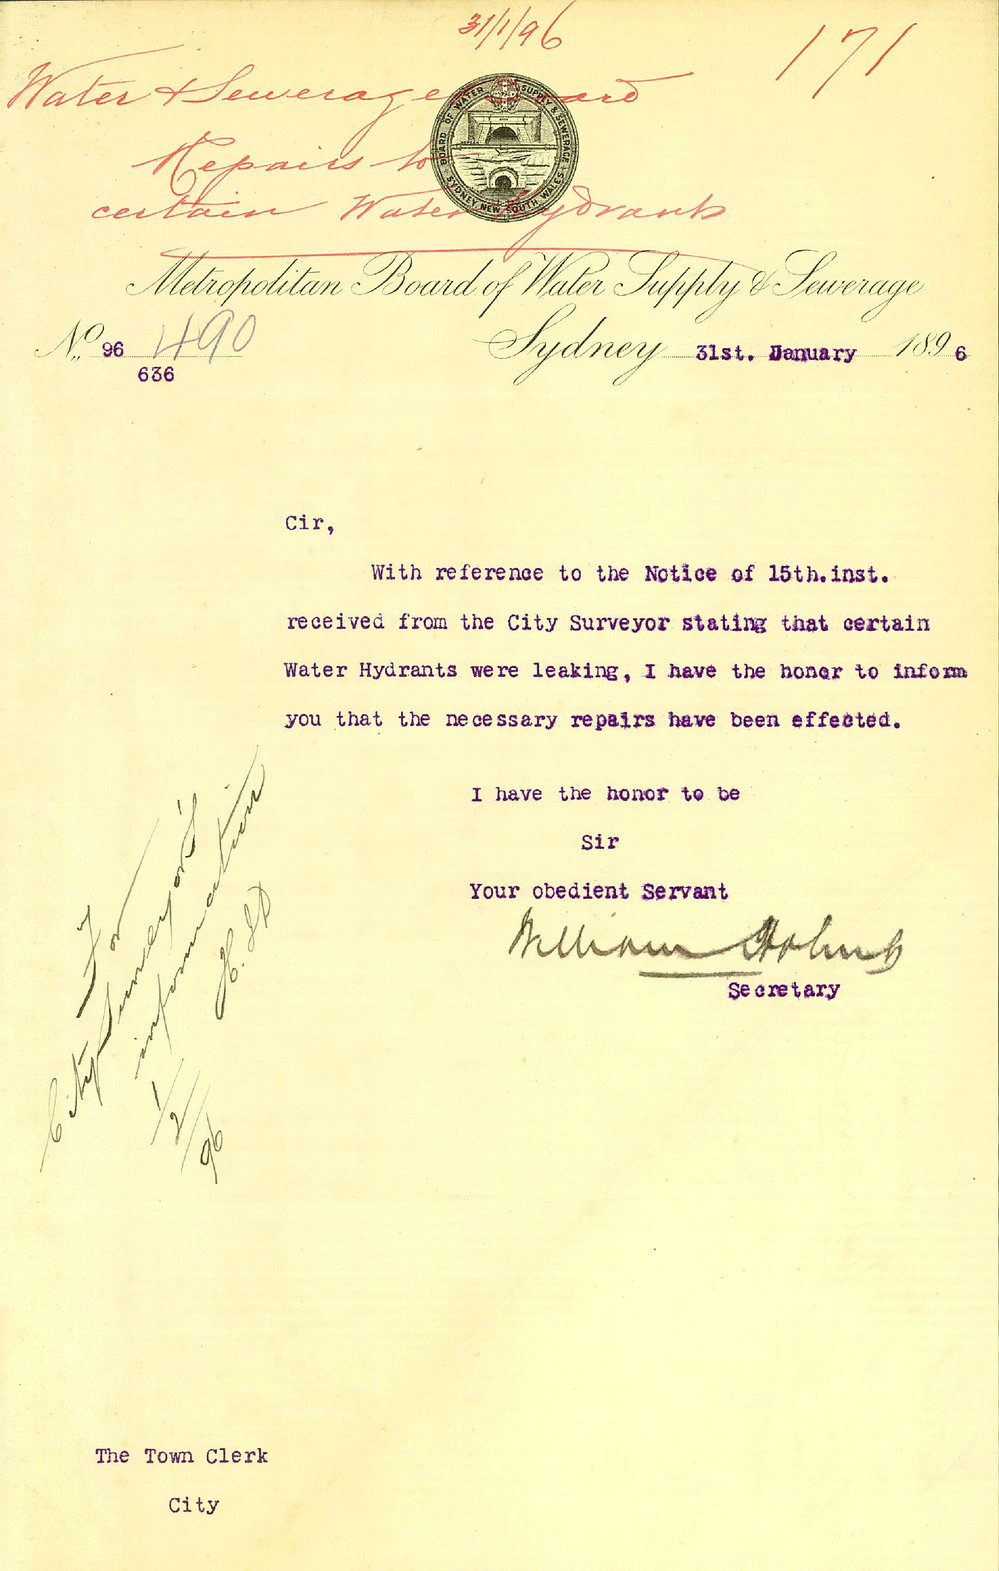 31/1/96
171
Water & Sewerage Board
Repairs to
certain Water Hydrants
BOARD OF WATER SUPPLY & SEWERAGE
SYDNEY, NEW SOUTH WALES
Metropolitan Board of Water Supply & Sewerage
No. 96 490
636
Sydney 31st. January 1896
Cir,
With reference to the Notice of 15th.inst.
received from the City Surveyor stating that certain
Water Hydrants were leaking, I have the honor to inform
you that the necessary repairs have been effected.
I have the honor to be
Sir
Your obedient Servant
William Holmes
Secretary
For
City Surveyor's
information
H.
1/2/96
The Town Clerk
City